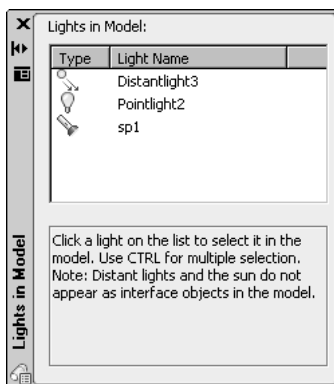 Lights in Model:
Type Light Name
Distantlight3
Pointlight2
sp1
Click a light on the list to select it in the
model. Use CTRL for multiple selection.
Note: Distant lights and the sun do not
appear as interface objects in the model.
Lights in Model